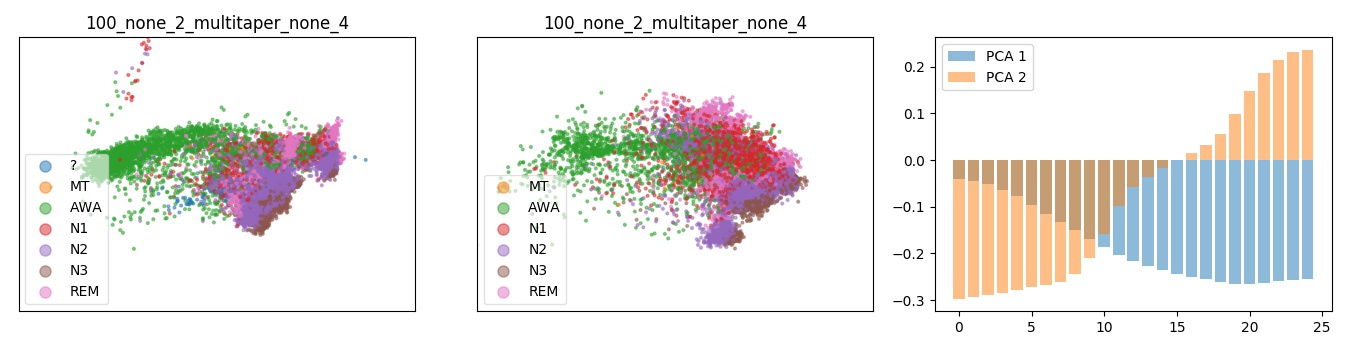 100_none_2_multitaper_none_4
?
MT
AWA
N1
N2
N3
REM
100_none_2_multitaper_none_4
MT
AWA
N1
N2
N3
REM
PCA 1
PCA 2
0.2
0.1
0.0
−0.1
−0.2
−0.3
0 5 10 15 20 25